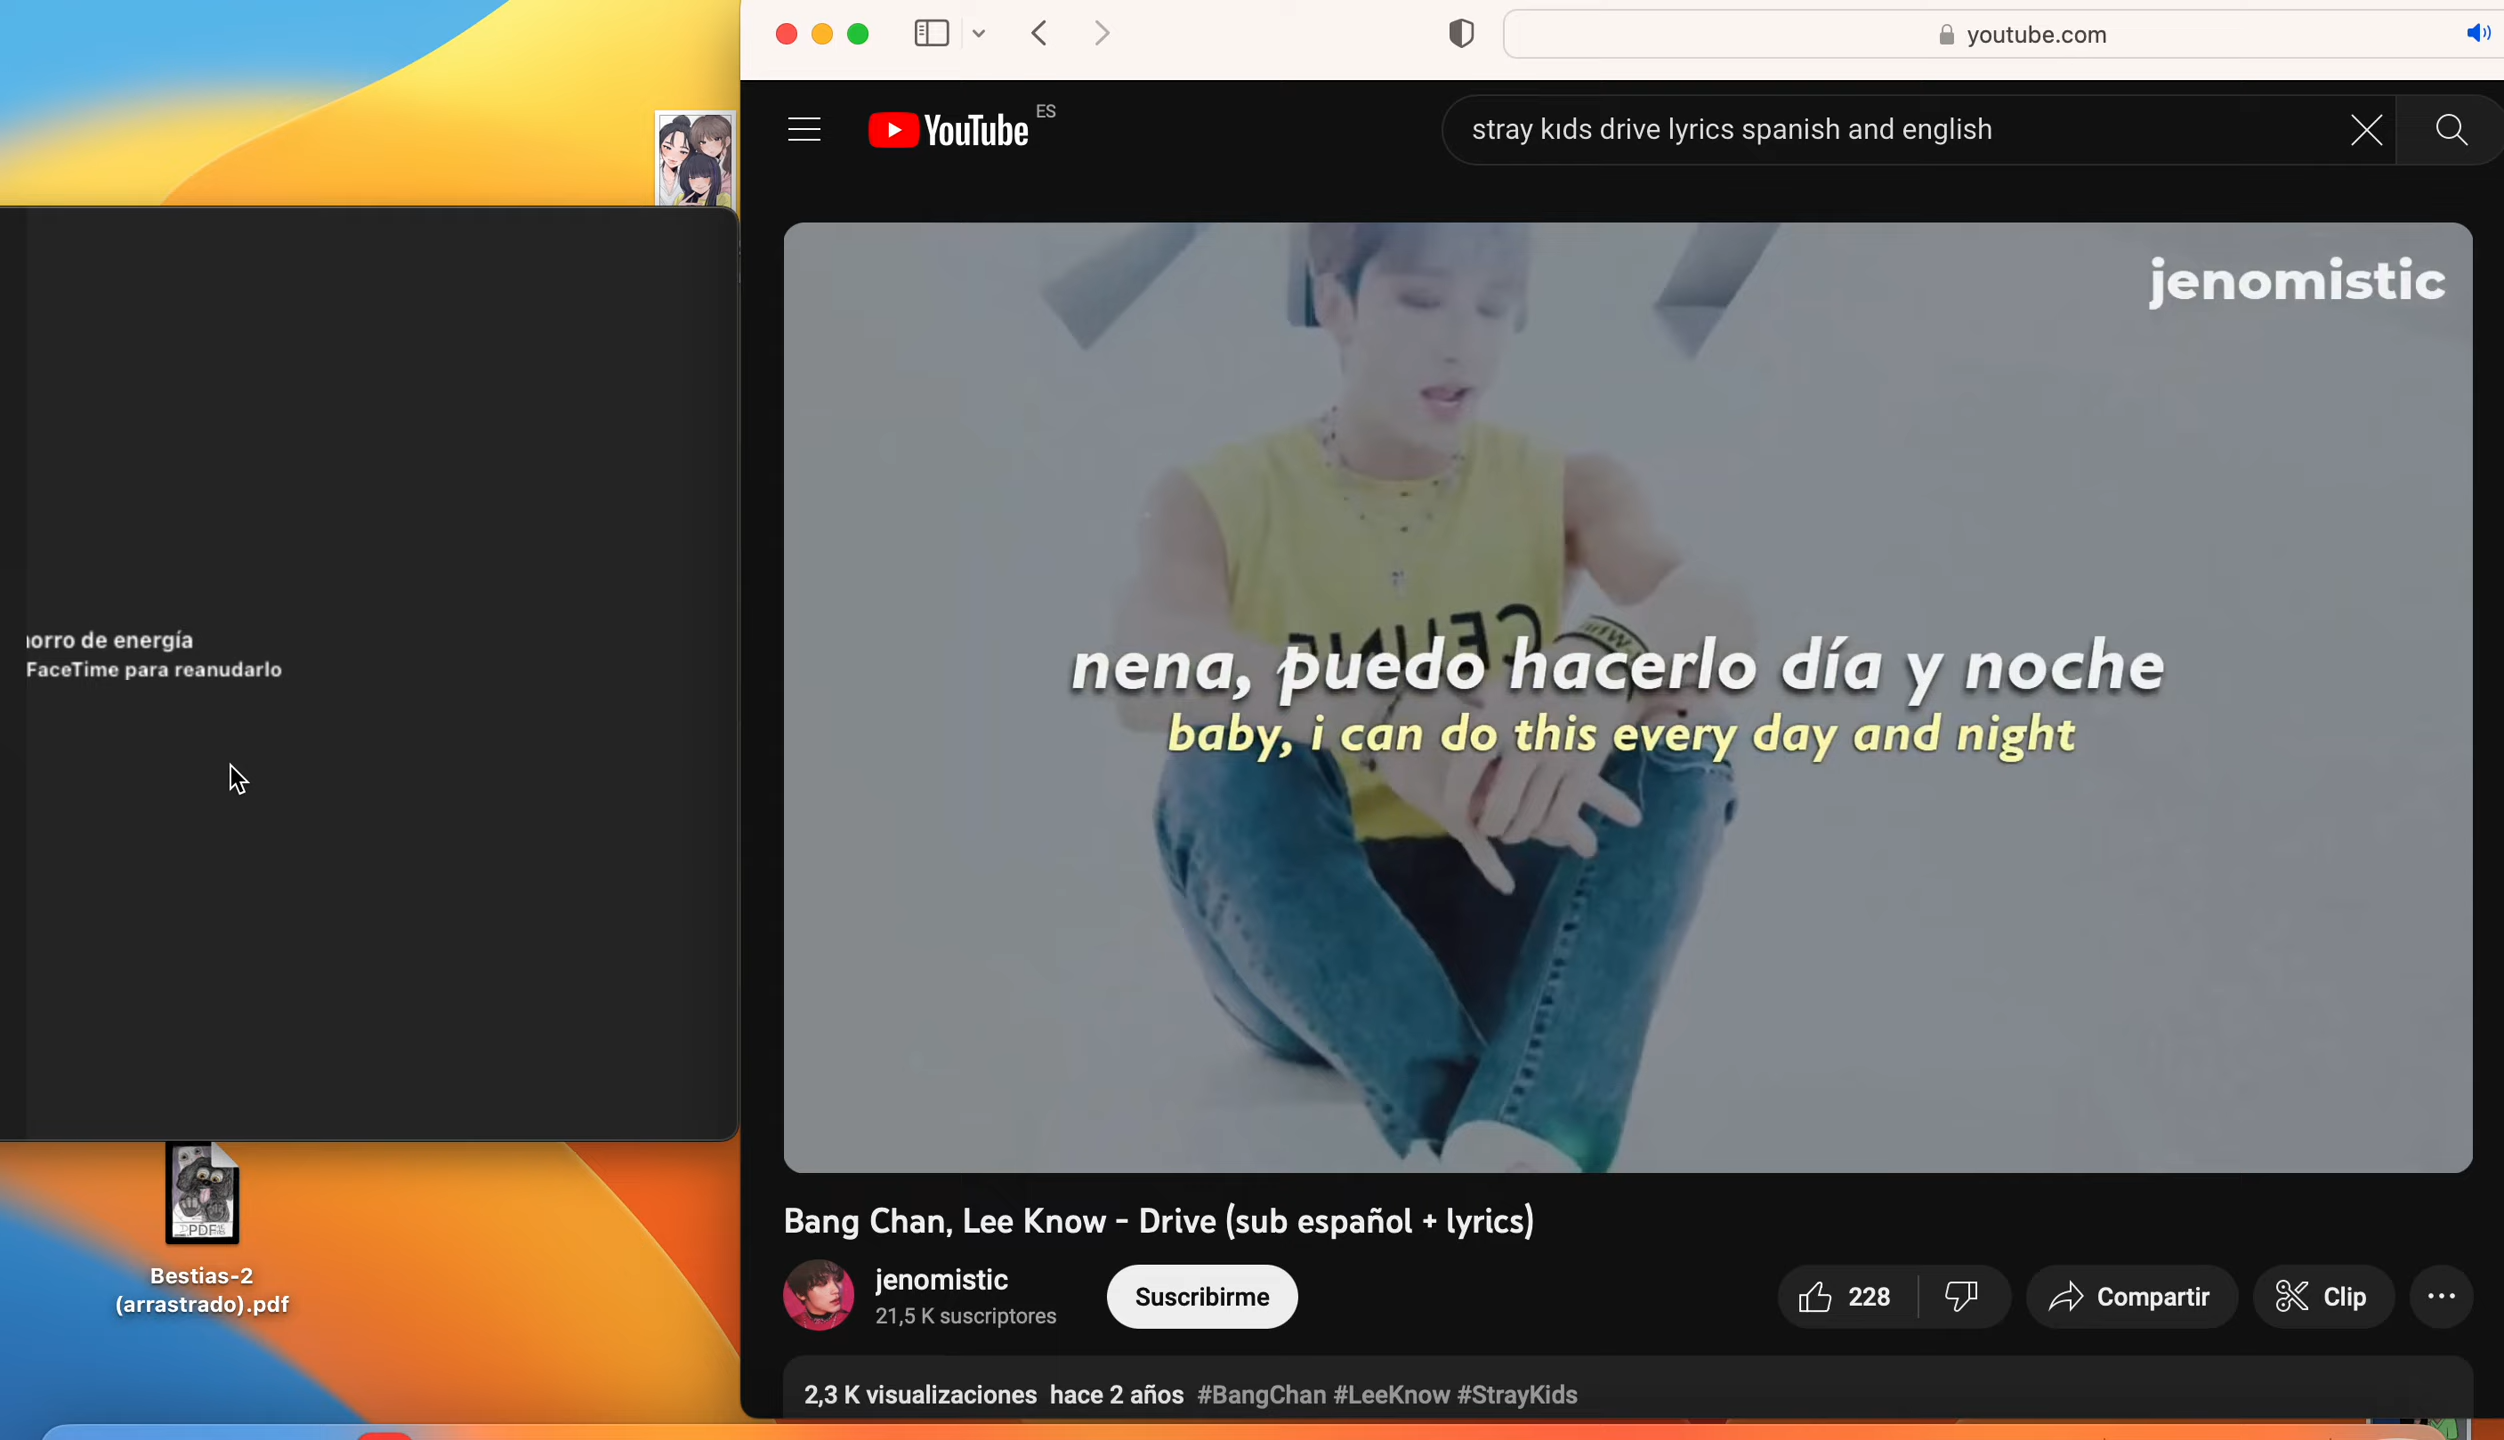 youtube.com
YouTube ES
stray kids drive lyrics spanish and english
jenomistic
CELINE
nena, puedo hacerlo día y noche
baby, i can do this every day and night
horro de energía
FaceTime para reanudarlo
PDF
Bestias-2
(arrastrado).pdf
Bang Chan, Lee Know - Drive (sub español + lyrics)
jenomistic
21,5 K suscriptores
Suscribirme
228
Compartir
Clip
2,3 K visualizaciones hace 2 años #BangChan #LeeKnow #StrayKids